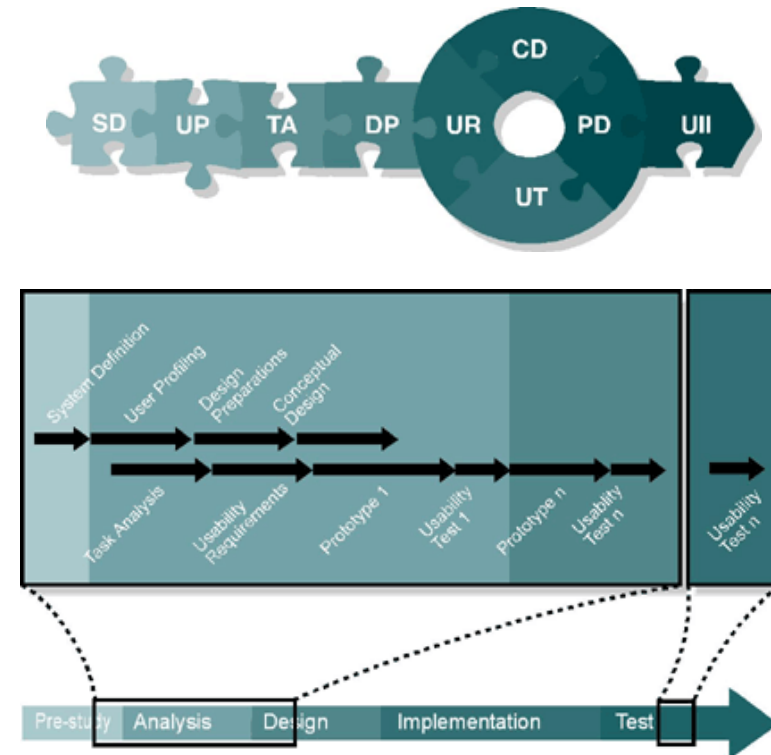 CD
SD UP TA DP UR PD UII
UT
System Definition
User Profiling
Design
Preparations
Conceptual
Design
Task Analysis
Usability
Requirements
Prototype 1
Usability
Test 1
Prototype n
Usablity
Test n
Usability
Test n
Pre-study Analysis Design Implementation Test